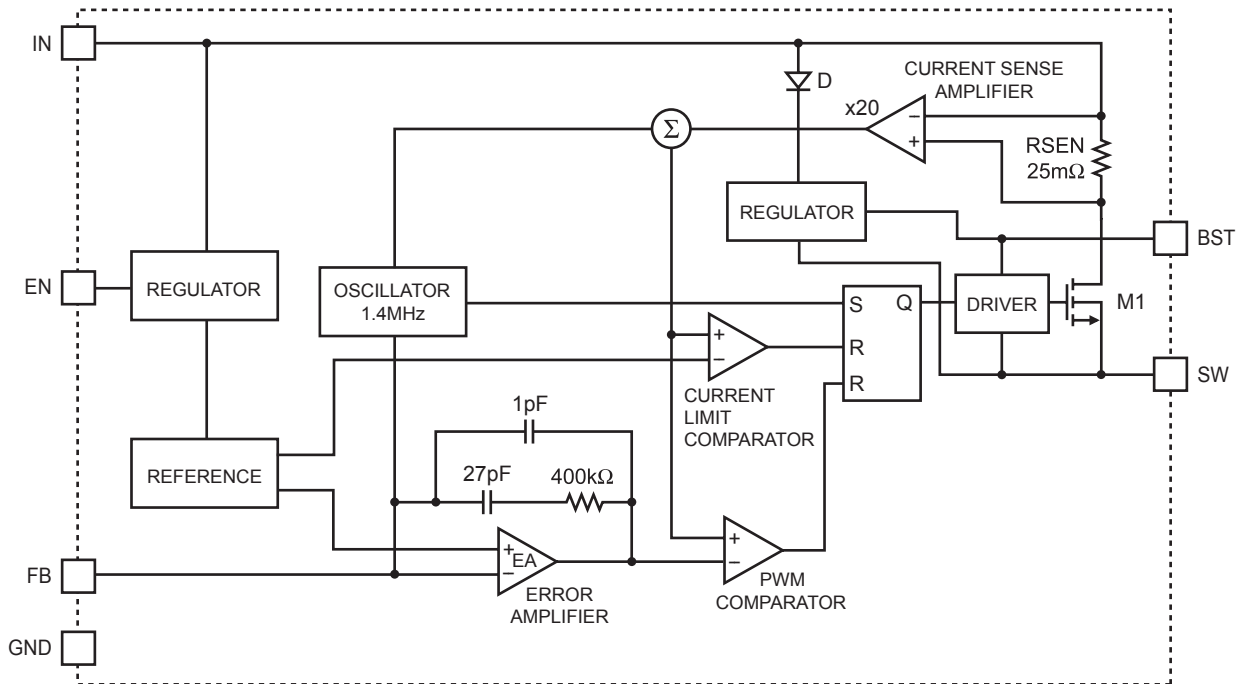 IN
D
CURRENT SENSE
AMPLIFIER
x20
−
+
Σ
RSEN
25mΩ
REGULATOR
BST
EN
REGULATOR
OSCILLATOR
1.4MHz
S
Q
R
R
DRIVER
M1
+
−
SW
CURRENT
LIMIT
COMPARATOR
1pF
27pF
400kΩ
REFERENCE
+
−
EA
ERROR
AMPLIFIER
+
−
PWM
COMPARATOR
FB
GND